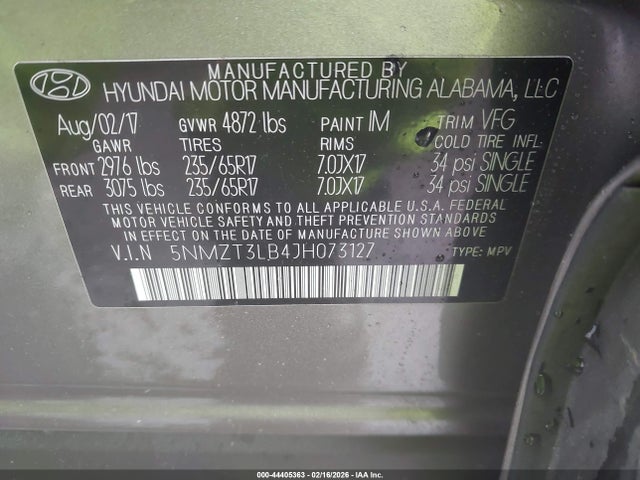 MANUFACTURED BY
HYUNDAI MOTOR MANUFACTURING ALABAMA, LLC
Aug/02/17 GVWR 4872 lbs PAINT IM TRIM VFG
GAWR TIRES RIMS COLD TIRE INFL.
FRONT 2976 lbs 235/65R17 7.0JX17 34 psi SINGLE
REAR 3075 lbs 235/65R17 7.0JX17 34 psi SINGLE
THIS VEHICLE CONFORMS TO ALL APPLICABLE U.S.A. FEDERAL
MOTOR VEHICLE SAFETY AND THEFT PREVENTION STANDARDS
IN EFFECT ON THE DATE OF MANUFACTURE SHOWN ABOVE.
V.I.N 5NMZT3LB4JH073127 TYPE: MPV
000-44405363 - 02/16/2026 - IAAI.com